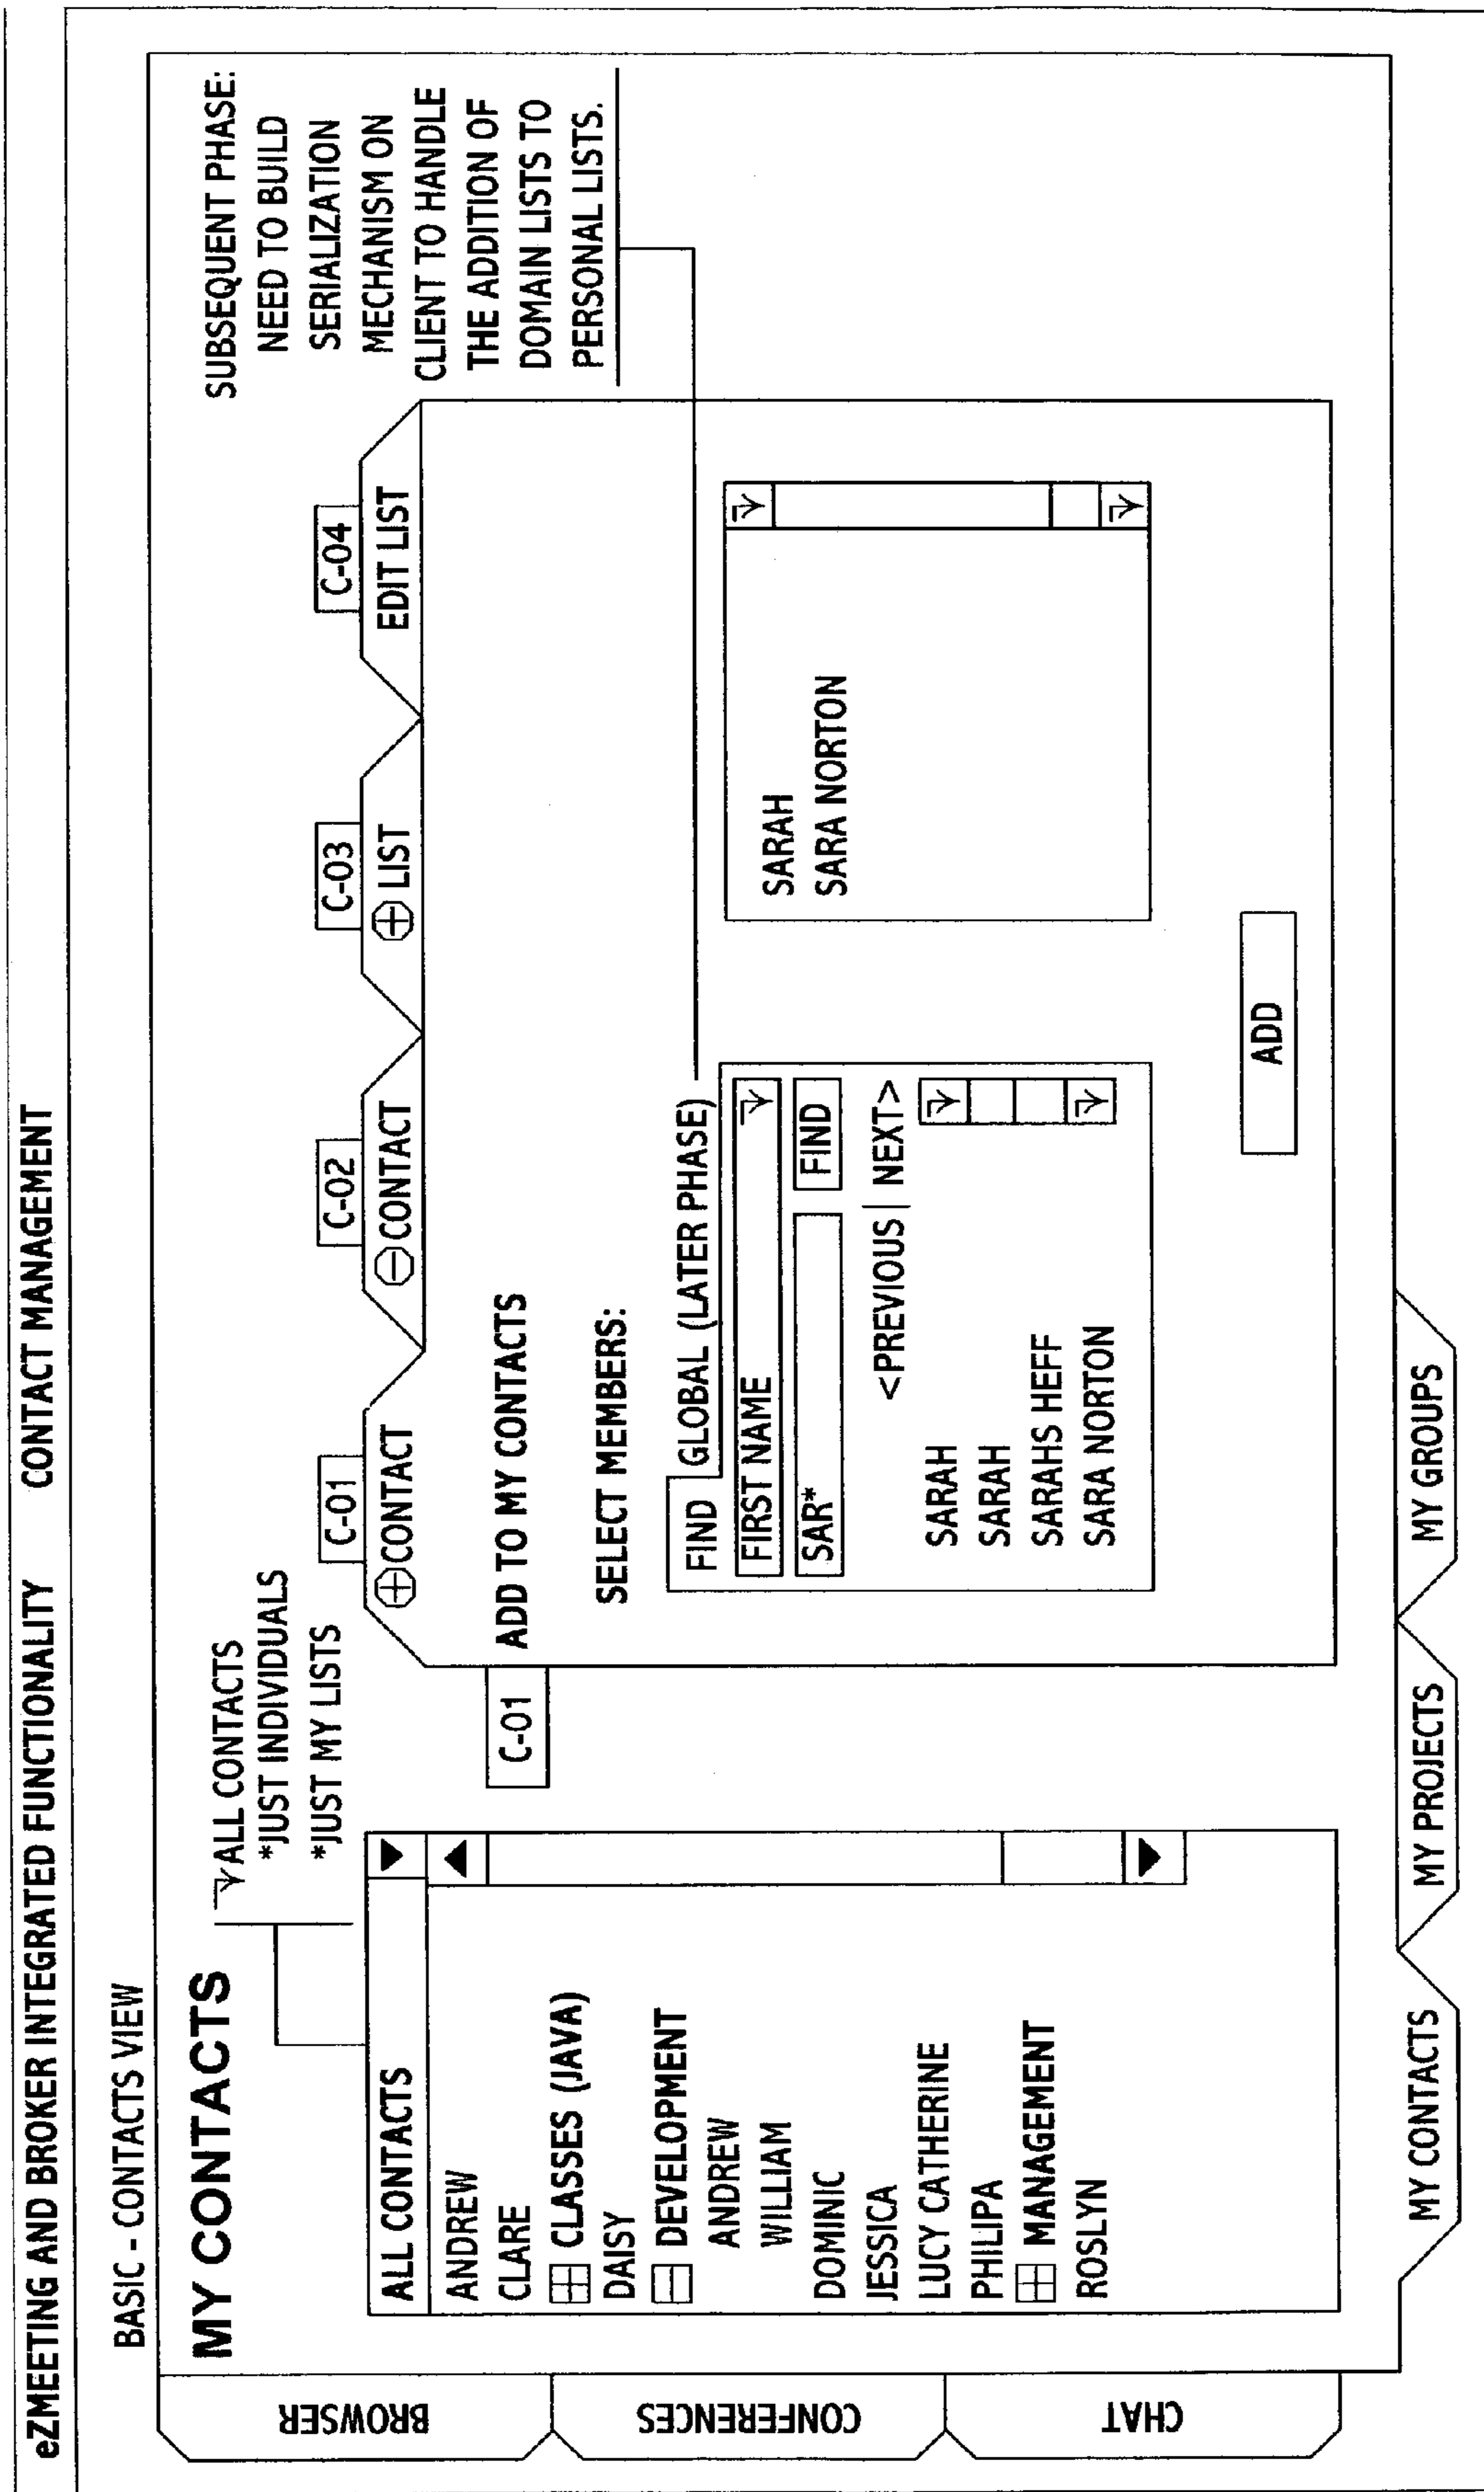 eZMEETING AND BROKER INTEGRATED FUNCTIONALITY CONTACT MANAGEMENT
BASIC - CONTACTS VIEW
MY CONTACTS
ALL CONTACTS
*JUST INDIVIDUALS
*JUST MY LISTS
SUBSEQUENT PHASE:
NEED TO BUILD
SERIALIZATION
MECHANISM ON
CLIENT TO HANDLE
THE ADDITION OF
DOMAIN LISTS TO
PERSONAL LISTS.
BROWSER
CONFERENCES
CHAT
ALL CONTACTS
ANDREW
CLARE
CLASSES (JAVA)
DAISY
DEVELOPMENT
ANDREW
WILLIAM
DOMINIC
JESSICA
LUCY CATHERINE
PHILIPA
MANAGEMENT
ROSLYN
C-01
C-02
C-03
C-04
CONTACT
CONTACT
LIST
EDIT LIST
C-01
ADD TO MY CONTACTS
SELECT MEMBERS:
FIND GLOBAL (LATER PHASE)
FIRST NAME
SAR* FIND
<PREVIOUS | NEXT>
SARAH
SARAH
SARAHS HEFF
SARA NORTON
SARAH
SARA NORTON
ADD
MY CONTACTS
MY PROJECTS
MY GROUPS